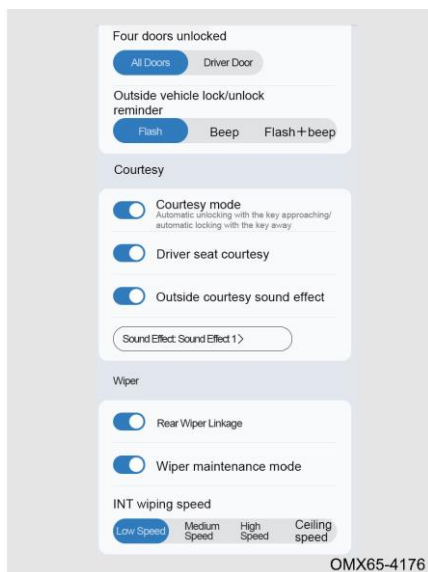 Four doors unlocked
All Doors Driver Door
Outside vehicle lock/unlock
reminder
Flash Beep Flash+beep
Courtesy
Courtesy mode
Automatic unlocking with the key approaching/
automatic locking with the key away
Driver seat courtesy
Outside courtesy sound effect
Sound Effect: Sound Effect 1>
Wiper
Rear Wiper Linkage
Wiper maintenance mode
INT wiping speed
Low Speed Medium Speed High Speed Ceiling speed
OMX65-4176